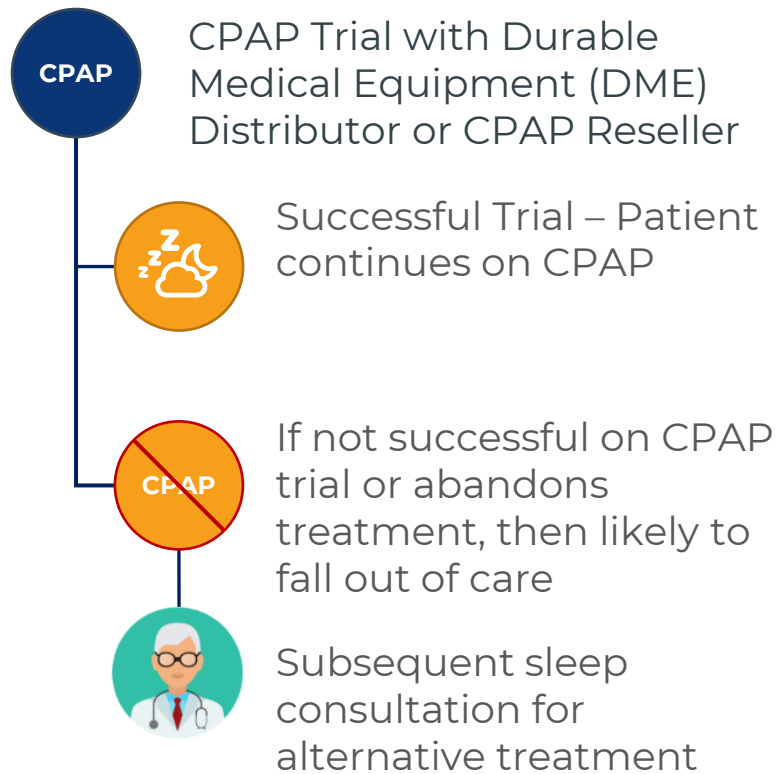 CPAP
CPAP Trial with Durable
Medical Equipment (DME)
Distributor or CPAP Reseller
z z z z
Successful Trial – Patient
continues on CPAP
CPAP
If not successful on CPAP
trial or abandons
treatment, then likely to
fall out of care
Subsequent sleep
consultation for
alternative treatment